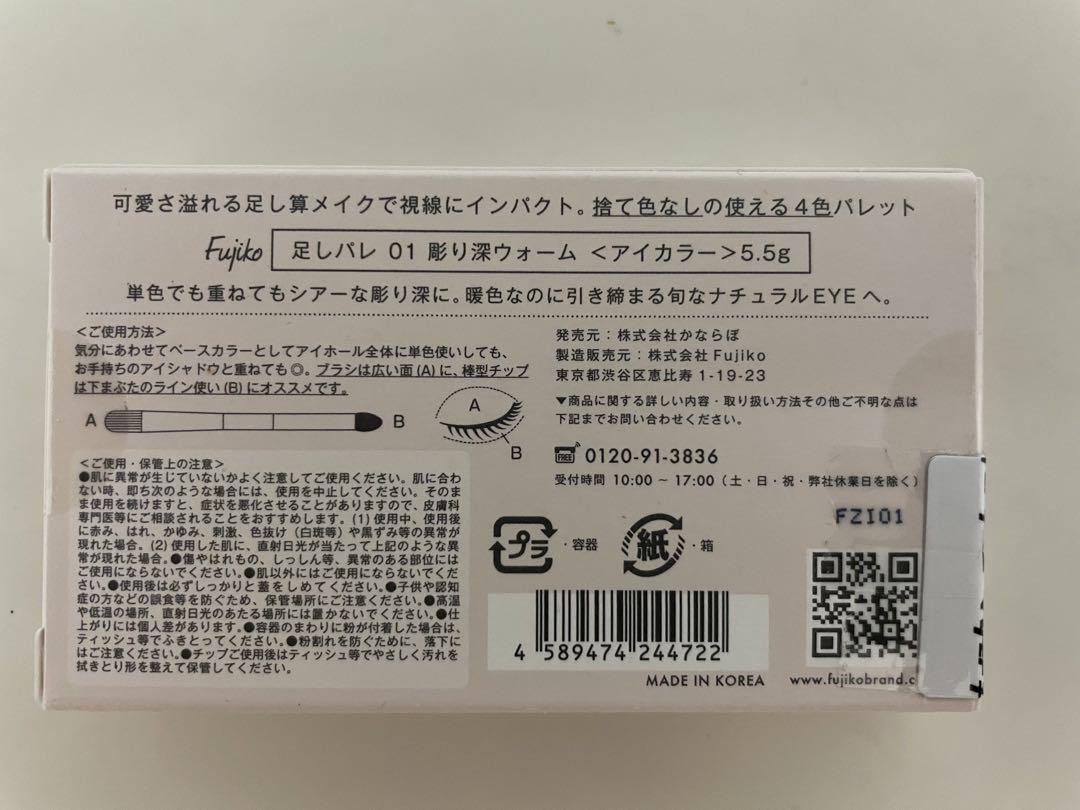 可愛さ溢れる足し算メイクで視線にインパクト。捨て色なしの使える4色パレット
Fujiko 足しパレ 01 彫り深ウォーム ＜アイカラー＞5.5g
単色でも重ねてもシアーな彫り深に。暖色なのに引き締まる旬なナチュラルEYEへ。
＜ご使用方法＞
気分にあわせてベースカラーとしてアイホール全体に単色使いしても、
お手持ちのアイシャドウと重ねても◎。ブラシは広い面(A)に、棒型チップ
は下まぶたのライン使い(B)にオススメです。
A B A
B
＜ご使用・保管上の注意＞
●肌に異常が生じていないかよく注意してご使用ください。肌に合わ
ない時、即ち次のような場合には、使用を中止してください。そのま
ま使用を続けますと、症状を悪化させることがありますので、皮膚科
専門医等にご相談されることをおすすめします。(1)使用中、使用後
に赤み、はれ、かゆみ、刺激、色抜け（白斑等）や黒ずみ等の異常が
現れた場合。(2)使用した肌に、直射日光が当たって上記のような異
常が現れた場合。●傷やはれもの、しっしん等、異常のある部位には
ご使用にならないでください。●肌以外にはご使用にならないでくだ
さい。●使用後は必ずしっかりと蓋をしめてください。●子供や認知
症の方などの誤食等を防ぐため、保管場所にご注意ください。●高温
や低温の場所、直射日光のあたる場所には置かないでください。●仕
上がりには個人差があります。●容器のまわりに粉が付着した場合は、
ティッシュ等でふきとってください。●粉割れを防ぐために、落下に
はご注意ください。●チップご使用後はティッシュ等でやさしく汚れを
拭きとり形を整えて保管してください。
発売元：株式会社かならぼ
製造販売元：株式会社Fujiko
東京都渋谷区恵比寿1-19-23
▼商品に関する詳しい内容・取り扱い方法その他ご不明な点は
下記までお問い合わせください。
FREE 0120-91-3836
受付時間 10:00 ~ 17:00（土・日・祝・弊社休業日を除く）
プラ ・容器 紙 ・箱
FZI01
4 589474 244722
MADE IN KOREA
www.fujikobrand.c